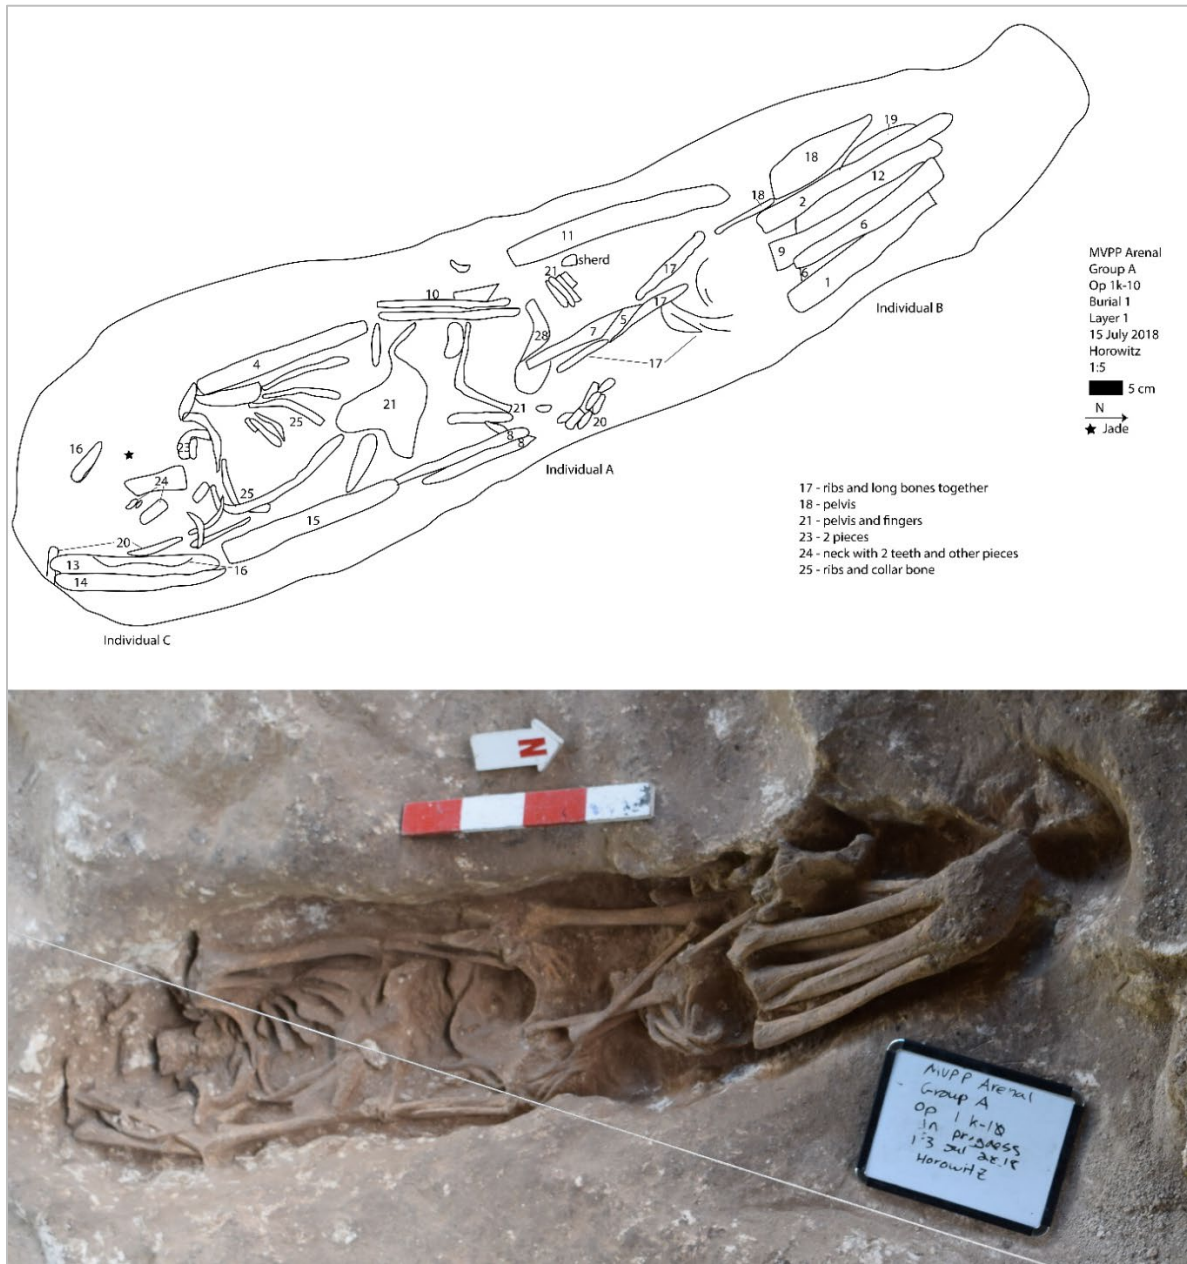 19
18
12
18
2
11
6
9
MVPP Arenal
sherd
17
Group A
21
6
1
Op 1k-10
10
17
Burial 1
Individual B
Layer 1
5
28
7
15 July 2018
4
17
Horowitz
1:5
5 cm
21
21
N
25
20
Jade
8
23
8
16
Individual A
24
17 - ribs and long bones together
25
15
18 - pelvis
21 - pelvis and fingers
20
23 - 2 pieces
13
16
24 - neck with 2 teeth and other pieces
14
25 - ribs and collar bone
Individual C
N
MVPP Arenal
Group A
Op 1 K-10
in progress
Horowitz